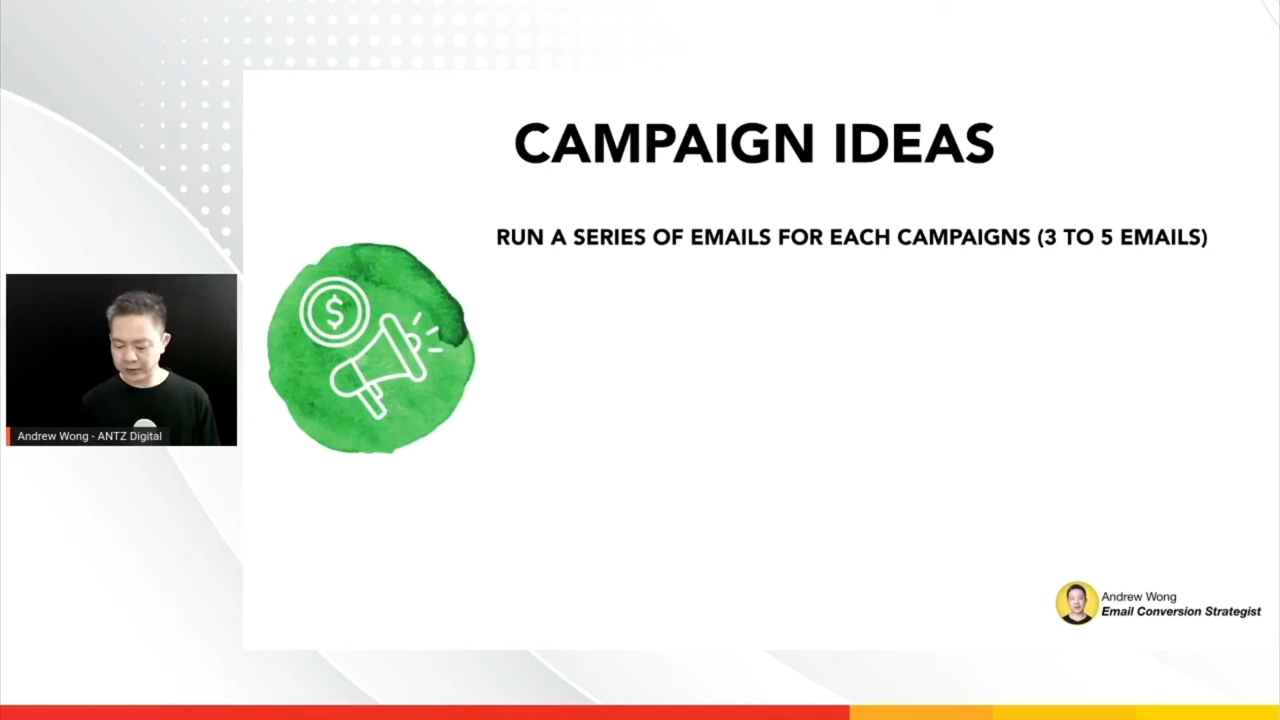 CAMPAIGN IDEAS
RUN A SERIES OF EMAILS FOR EACH CAMPAIGNS (3 TO 5 EMAILS)
$
Andrew Wong - ANTZ Digital
Andrew Wong
Email Conversion Strategist